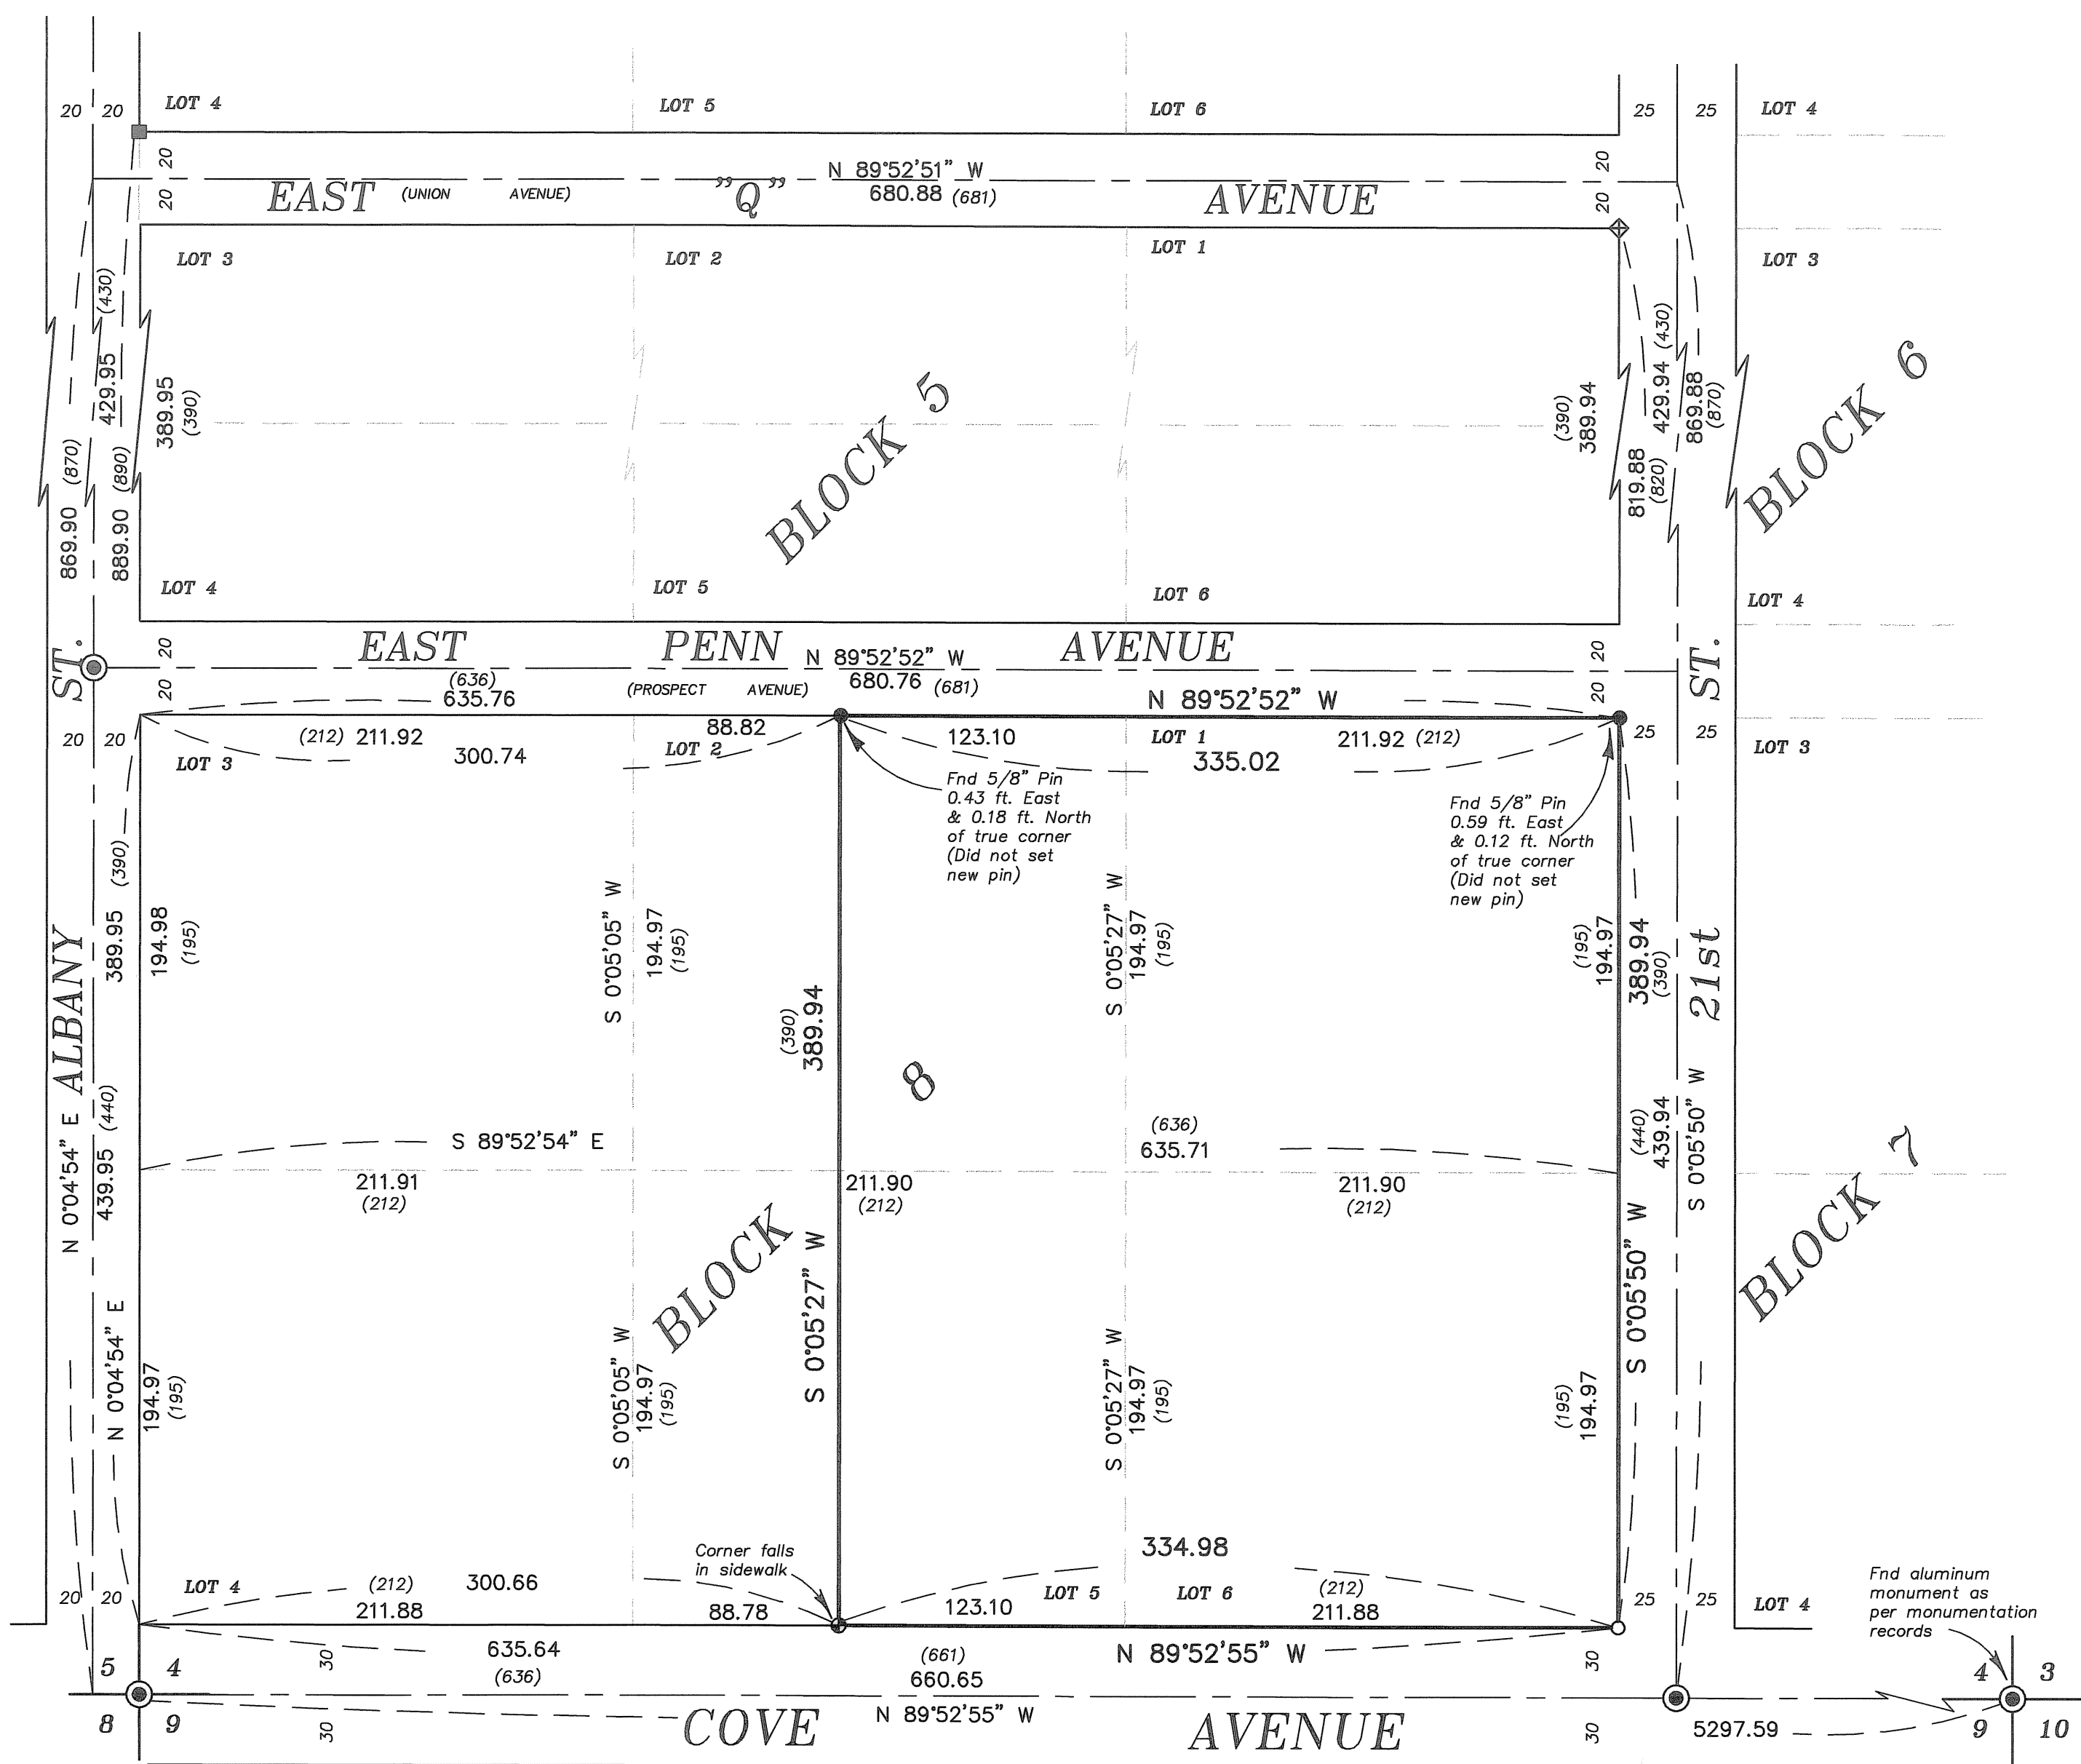 20 20 LOT 4 LOT 5 LOT 6 25 25 LOT 4
20 20
N 89°52'51" W
EAST (UNION AVENUE) "Q" 680.88 (681) AVENUE
20 20
LOT 3 LOT 2 LOT 1 LOT 3
(430)
429.95
389.95
(390)
(870)
869.90
(890)
889.90
BLOCK 5
(390)
389.94
(430)
429.94
869.88
(870)
819.88
(820)
BLOCK 6
LOT 4 LOT 5 LOT 6 LOT 4
ST.
20
20
EAST PENN AVENUE
N 89°52'52" W
680.76 (681)
(636)
635.76
(PROSPECT AVENUE)
N 89°52'52" W
20
20
ST.
20 20
(212) 211.92
300.74
88.82
LOT 3
LOT 2
123.10
LOT 1
211.92 (212)
335.02
25 25
LOT 3
Fnd 5/8" Pin
0.43 ft. East
& 0.18 ft. North
of true corner
(Did not set
new pin)
Fnd 5/8" Pin
0.59 ft. East
& 0.12 ft. North
of true corner
(Did not set
new pin)
(390)
389.95
194.98
(195)
S 0°05'05" W
194.97
(195)
S 0°05'27" W
194.97
(195)
(195)
194.97
389.94
(390)
ALBANY
21st
(390)
389.94
8
N 0°04'54" E
(440)
439.95
S 89°52'54" E
211.91
(212)
211.90
(212)
(636)
635.71
211.90
(212)
(440)
439.94
S 0°05'50" W
BLOCK
S 0°05'27" W
S 0°05'50" W
BLOCK 7
N 0°04'54" E
194.97
(195)
S 0°05'05" W
194.97
(195)
S 0°05'27" W
194.97
(195)
(195)
194.97
Corner falls
in sidewalk
334.98
20 20
LOT 4
(212)
211.88
300.66
88.78
123.10
LOT 5 LOT 6
(212)
211.88
25 25
LOT 4
Fnd aluminum
monument as
per monumentation
records
635.64
(636)
30
(661)
660.65
N 89°52'55" W
30
5 4
8 9
30
COVE AVENUE
N 89°52'55" W
30
5297.59
4 3
9 10